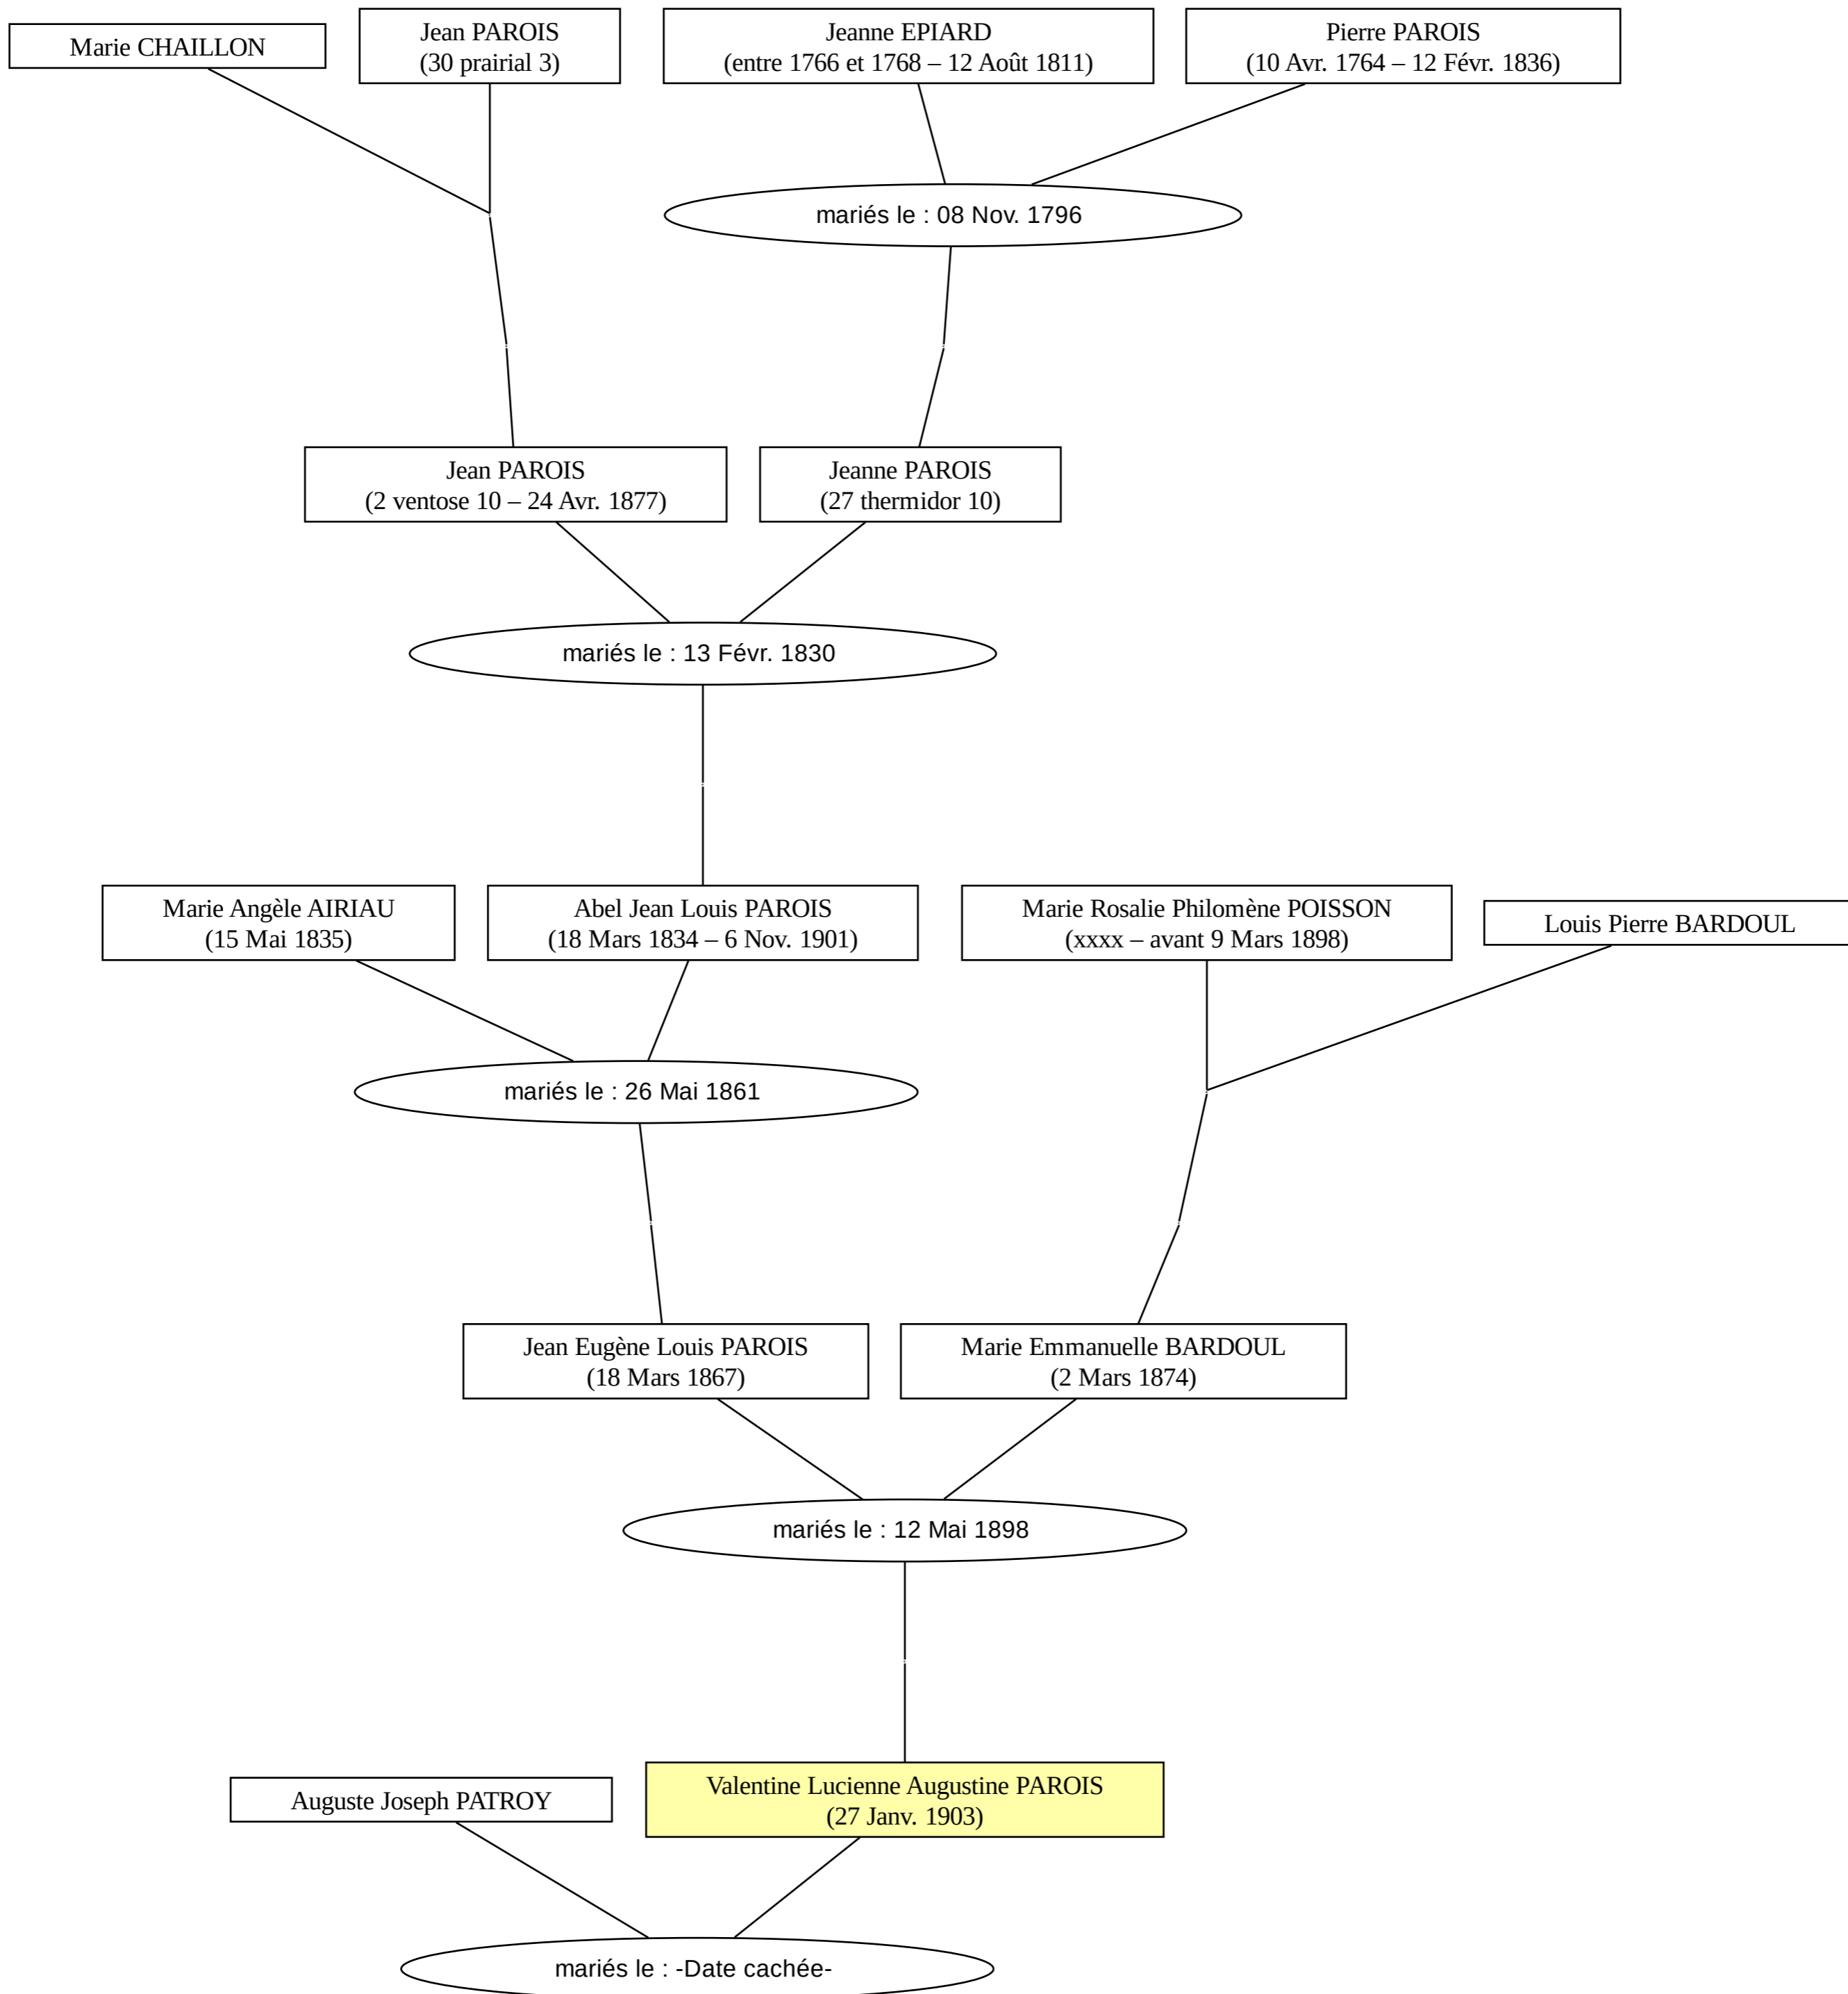 Marie CHAILLON
Jean PAROIS
(30 prairial 3)
Jeanne EPIARD
(entre 1766 et 1768 – 12 Août 1811)
Pierre PAROIS
(10 Avr. 1764 – 12 Févr. 1836)
mariés le : 08 Nov. 1796
Jean PAROIS
(2 ventose 10 – 24 Avr. 1877)
Jeanne PAROIS
(27 thermidor 10)
mariés le : 13 Févr. 1830
Marie Angèle AIRIAU
(15 Mai 1835)
Abel Jean Louis PAROIS
(18 Mars 1834 – 6 Nov. 1901)
Marie Rosalie Philomène POISSON
(xxxx – avant 9 Mars 1898)
Louis Pierre BARDOUL
mariés le : 26 Mai 1861
Jean Eugène Louis PAROIS
(18 Mars 1867)
Marie Emmanuelle BARDOUL
(2 Mars 1874)
mariés le : 12 Mai 1898
Auguste Joseph PATROY
Valentine Lucienne Augustine PAROIS
(27 Janv. 1903)
mariés le : -Date cachée-